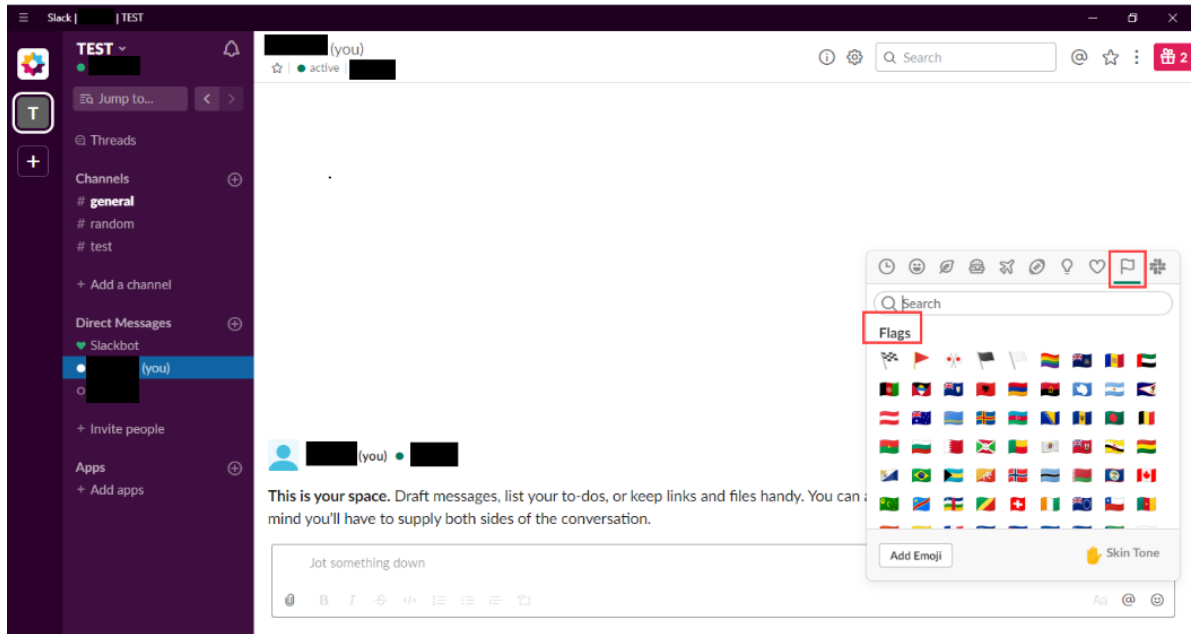 Slack | | TEST
TEST
Jump to...
Threads
Channels
# general
# random
# test
+ Add a channel
Direct Messages
Slackbot
(you)
+ Invite people
Apps
+ Add apps
T
+
(you)
active
Search
@
2
Search
Flags
Add Emoji
Skin Tone
(you)
This is your space. Draft messages, list your to-dos, or keep links and files handy. You can
mind you'll have to supply both sides of the conversation.
Jot something down
B I S </> Aa @